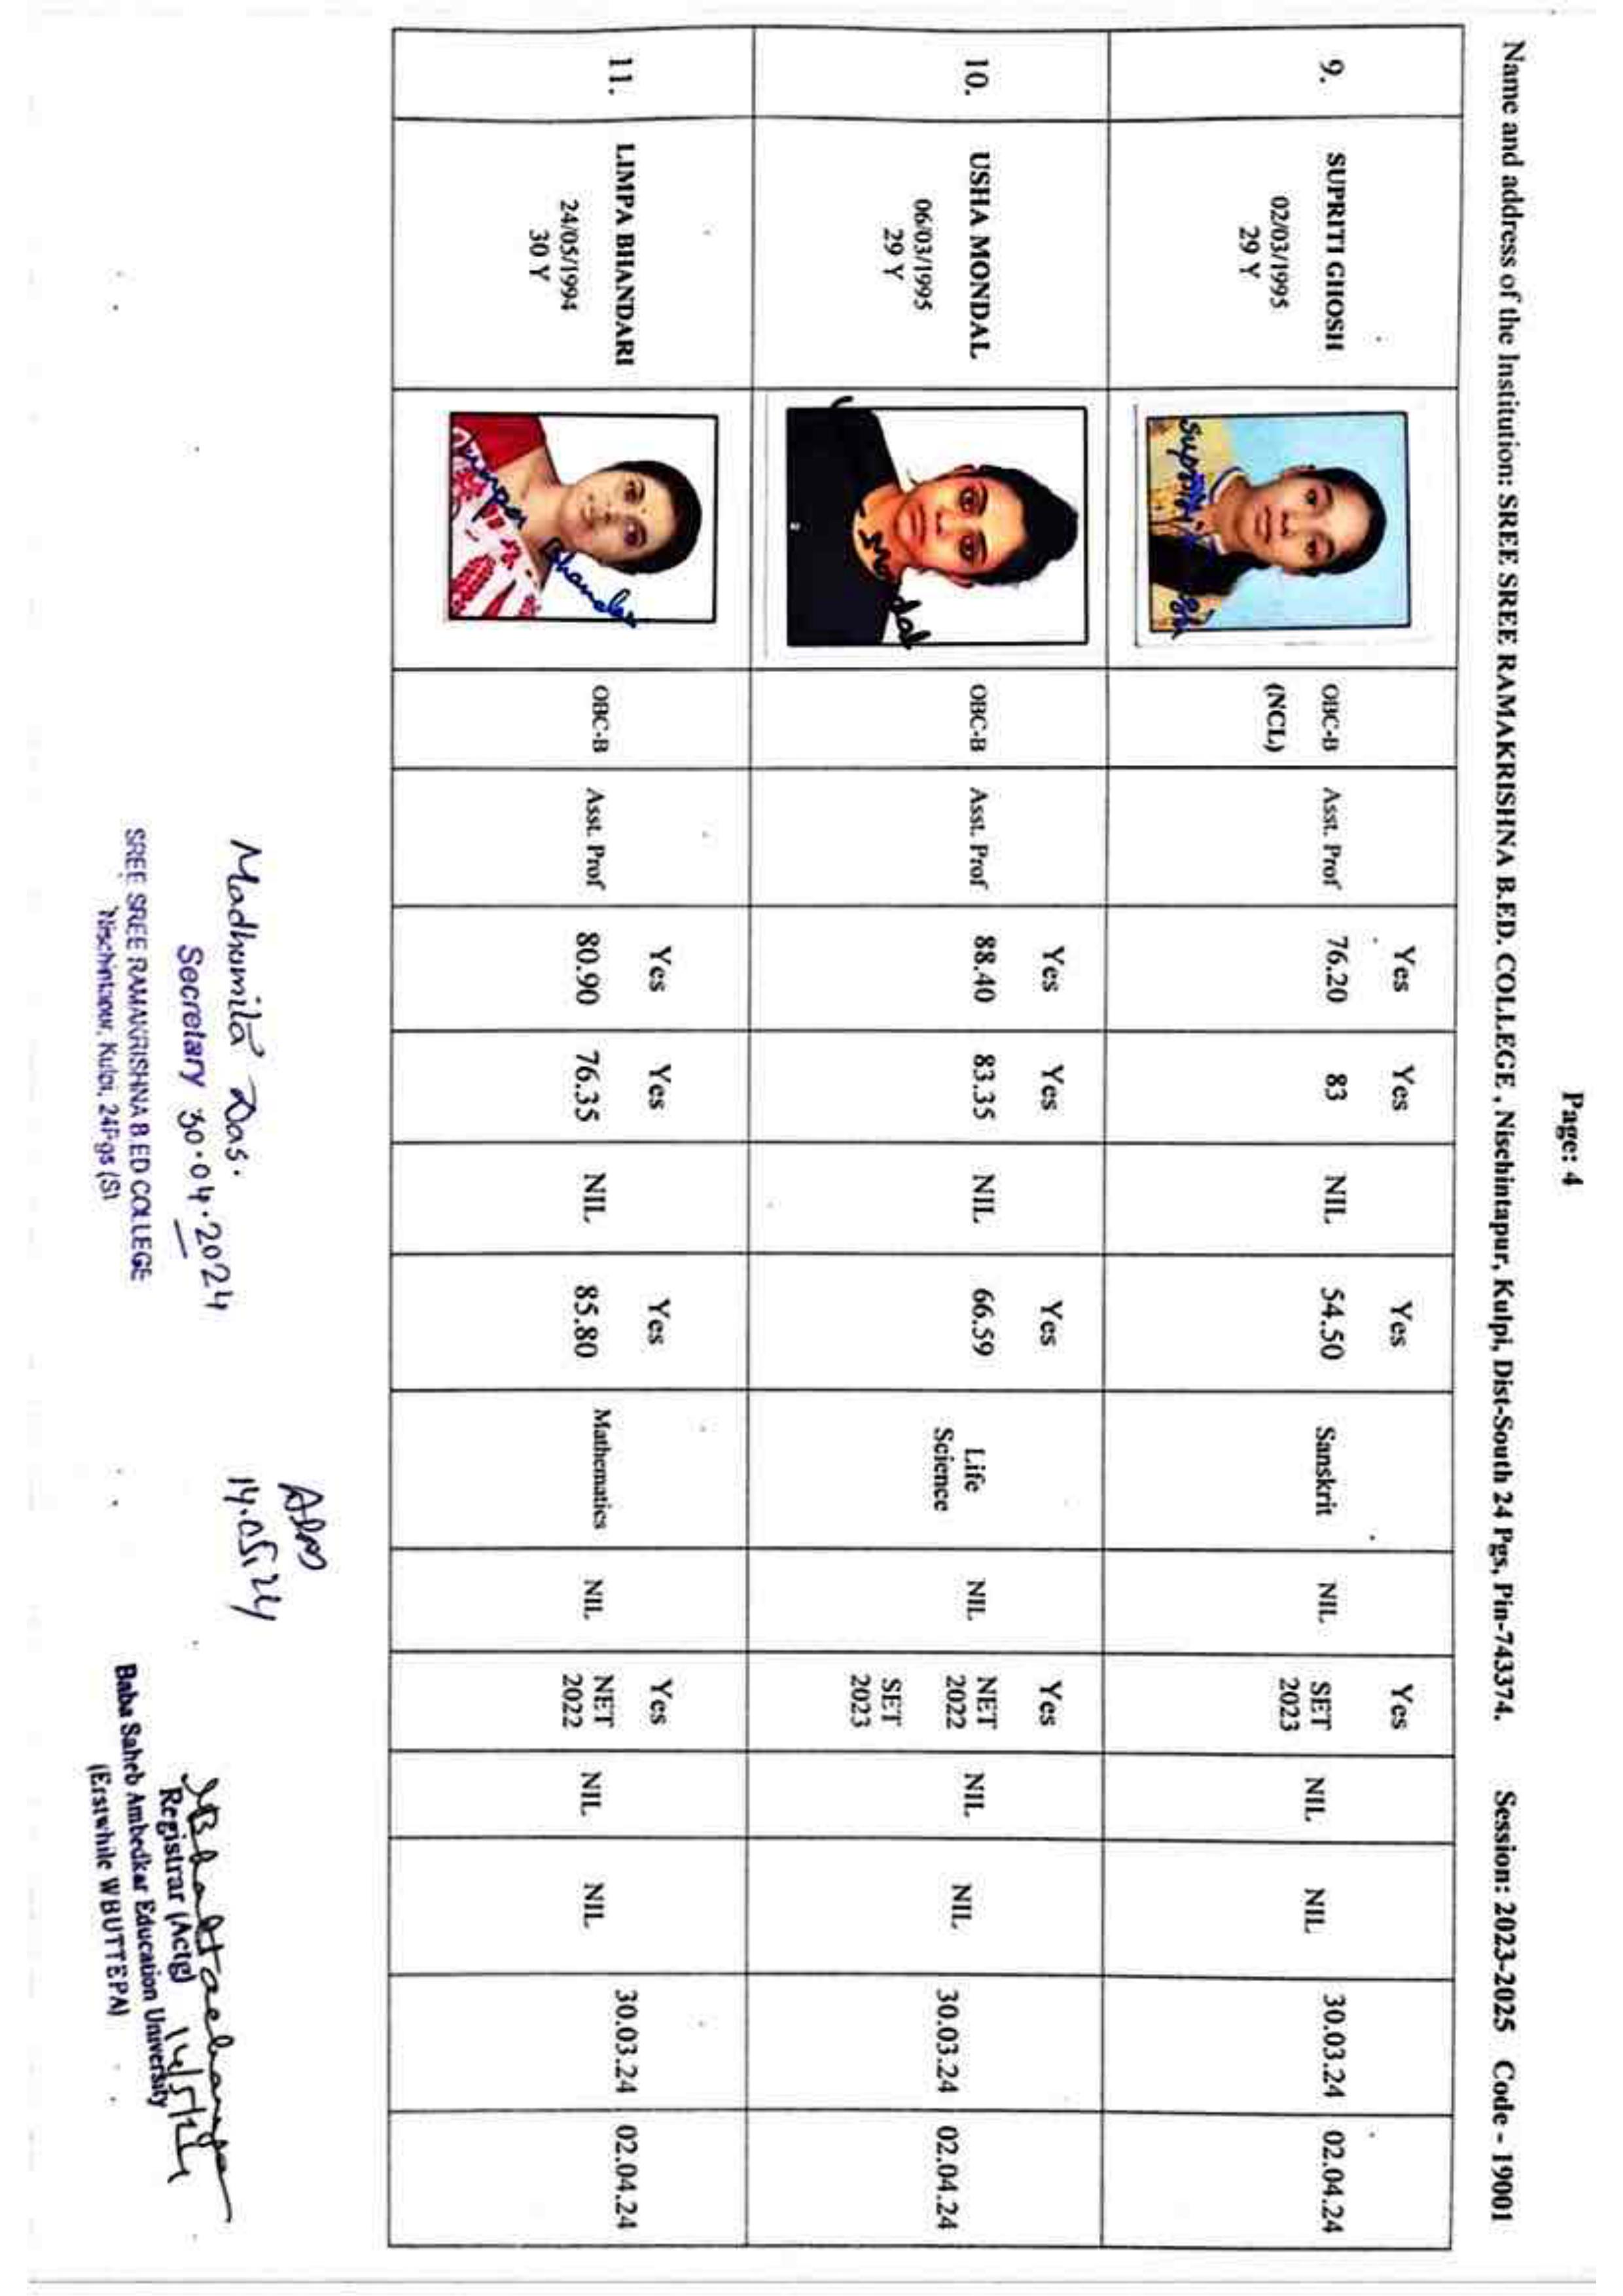 Page: 4
Name and address of the Institution: SREE SREE RAMAKRISHNA B.ED. COLLEGE , Nischintapur, Kulpi, Dist-South 24 Pgs, Pin-743374. Session: 2023-2025 Code - 19001
9.
SUPRITI GHOSH
02/03/1995
29 Y
Supriti
OBC-B
(NCL)
Asst. Prof
Yes
76.20
Yes
83
NIL
Yes
54.50
Sanskrit
NIL
Yes
SET
2023
NIL
NIL
30.03.24
02.04.24
10.
USHA MONDAL
06/03/1995
29 Y
OBC-B
Asst. Prof
Yes
88.40
Yes
83.35
NIL
Yes
66.59
Life
Science
NIL
Yes
NET
2022
SET
2023
NIL
NIL
30.03.24
02.04.24
11.
LIMPA BHANDARI
24/05/1994
30 Y
OBC-B
Asst. Prof
Yes
80.90
Yes
76.35
NIL
Yes
85.80
Mathematics
NIL
Yes
NET
2022
NIL
NIL
30.03.24
02.04.24
Madhumita Das.
Secretary 30.04.2024
SREE SREE RAMAKRISHNA B.ED COLLEGE
Nischintapur, Kulpi, 24Pgs (S)
14.05.24
Bhattacharya
Registrar (Actg) 14/5/24
Baba Saheb Ambedkar Education University
(Erstwhile WBUTTEPA)